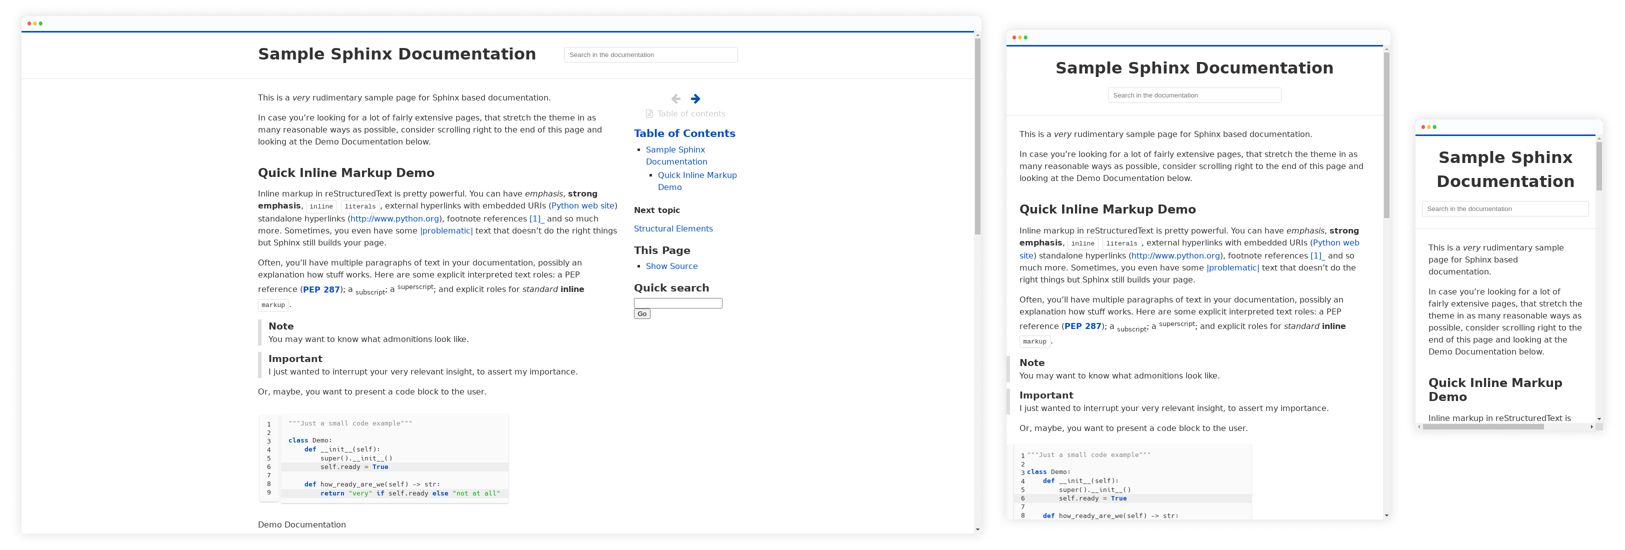 Sample Sphinx Documentation
Search in the documentation
This is a very rudimentary sample page for Sphinx based documentation.
In case you’re looking for a lot of fairly extensive pages, that stretch the theme in as
many reasonable ways as possible, consider scrolling right to the end of this page and
looking at the Demo Documentation below.
Quick Inline Markup Demo
Inline markup in reStructuredText is pretty powerful. You can have emphasis, strong
emphasis, inline literals, external hyperlinks with embedded URIs (Python web site)
standalone hyperlinks (http://www.python.org), footnote references [1]_ and so much
more. Sometimes, you even have some |problematic| text that doesn’t do the right things
but Sphinx still builds your page.
Often, you’ll have multiple paragraphs of text in your documentation, possibly an
explanation how stuff works. Here are some explicit interpreted text roles: a PEP
reference (PEP 287); a subscript; a superscript; and explicit roles for standard inline
markup.
Note
You may want to know what admonitions look like.
Important
I just wanted to interrupt your very relevant insight, to assert my importance.
Or, maybe, you want to present a code block to the user.
1 """Just a small code example"""
2
3 class Demo:
4 def __init__(self):
5 super().__init__()
6 self.ready = True
7
8 def how_ready_are_we(self) -> str:
9 return "very" if self.ready else "not at all"
Demo Documentation
Table of contents
Table of Contents
Sample Sphinx
Documentation
Quick Inline Markup
Demo
Next topic
Structural Elements
This Page
Show Source
Quick search
Go
Sample Sphinx Documentation
Search in the documentation
This is a very rudimentary sample page for Sphinx based documentation.
In case you’re looking for a lot of fairly extensive pages, that stretch the theme in as
many reasonable ways as possible, consider scrolling right to the end of this page and
looking at the Demo Documentation below.
Quick Inline Markup Demo
Inline markup in reStructuredText is pretty powerful. You can have emphasis, strong
emphasis, inline literals, external hyperlinks with embedded URIs (Python web
site) standalone hyperlinks (http://www.python.org), footnote references [1]_ and so
much more. Sometimes, you even have some |problematic| text that doesn’t do the
right things but Sphinx still builds your page.
Often, you’ll have multiple paragraphs of text in your documentation, possibly an
explanation how stuff works. Here are some explicit interpreted text roles: a PEP
reference (PEP 287); a subscript; a superscript; and explicit roles for standard inline
markup.
Note
You may want to know what admonitions look like.
Important
I just wanted to interrupt your very relevant insight, to assert my importance.
Or, maybe, you want to present a code block to the user.
1 """Just a small code example"""
2
3 class Demo:
4 def __init__(self):
5 super().__init__()
6 self.ready = True
7
8 def how_ready_are_we(self) -> str:
Sample Sphinx
Documentation
Search in the documentation
This is a very rudimentary sample
page for Sphinx based
documentation.
In case you’re looking for a lot of
fairly extensive pages, that stretch the
theme in as many reasonable ways as
possible, consider scrolling right to the
end of this page and looking at the
Demo Documentation below.
Quick Inline Markup
Demo
Inline markup in reStructuredText is